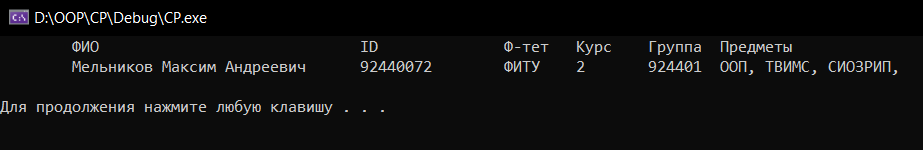 D:\OOP\CP\Debug\CP.exe
ФИО ID Ф-тет Курс Группа Предметы
Мельников Максим Андреевич 92440072 ФИТУ 2 924401 ООП, ТВИМС, СИОЗРИП,
Для продолжения нажмите любую клавишу . . .